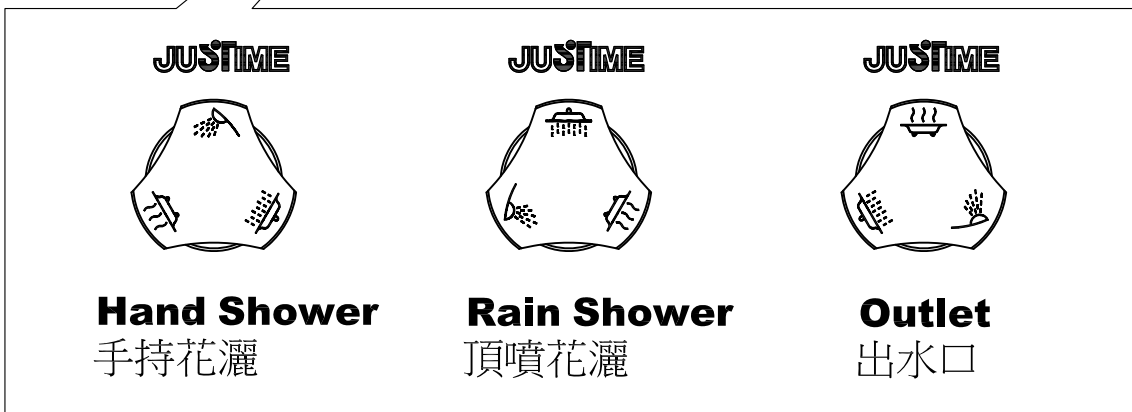 JUSTIME
JUSTIME
JUSTIME
Hand Shower
手持花灑
Rain Shower
頂噴花灑
Outlet
出水口